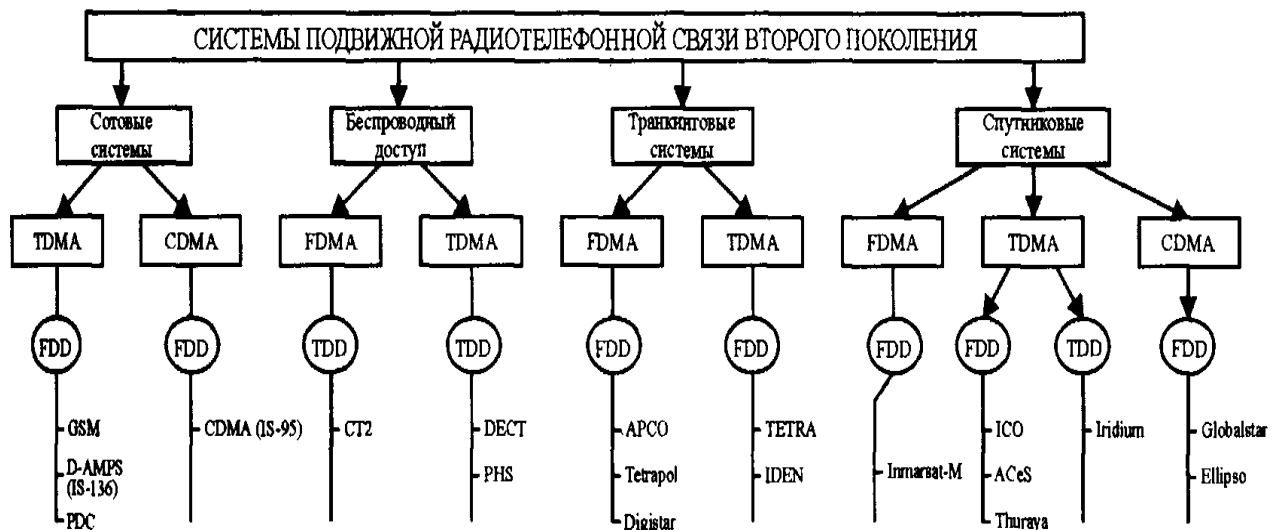 СИСТЕМЫ ПОДВИЖНОЙ РАДИОТЕЛЕФОННОЙ СВЯЗИ ВТОРОГО ПОКОЛЕНИЯ
Сотовые
системы
Беспроводный
доступ
Транкинговые
системы
Спутниковые
системы
TDMA
CDMA
FDMA
TDMA
FDMA
TDMA
FDMA
TDMA
CDMA
FDD
FDD
TDD
TDD
FDD
FDD
FDD
FDD
TDD
FDD
GSM
D-AMPS
(IS-136)
PDC
CDMA (IS-95)
CT2
DECT
PHS
APCO
Tetrapol
Digistar
TETRA
IDEN
Inmarsat-M
ICO
ACeS
Thuraya
Iridium
Globalstar
Ellipso